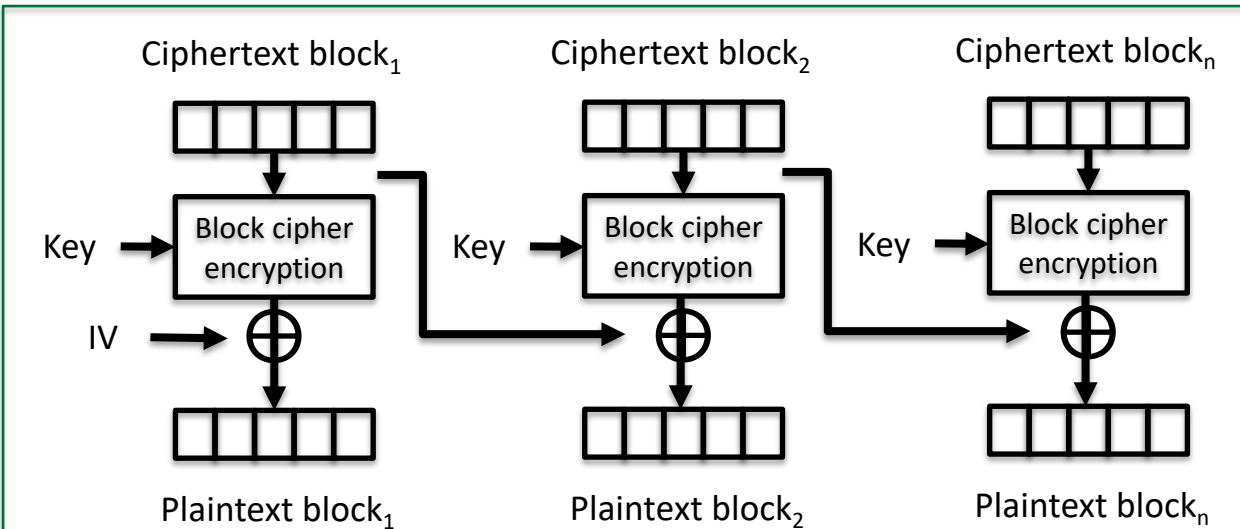 Ciphertext block₁
Ciphertext block₂
Ciphertext blockₙ
Key
Block cipher
encryption
Key
Block cipher
encryption
Key
Block cipher
encryption
IV
Plaintext block₁
Plaintext block₂
Plaintext blockₙ